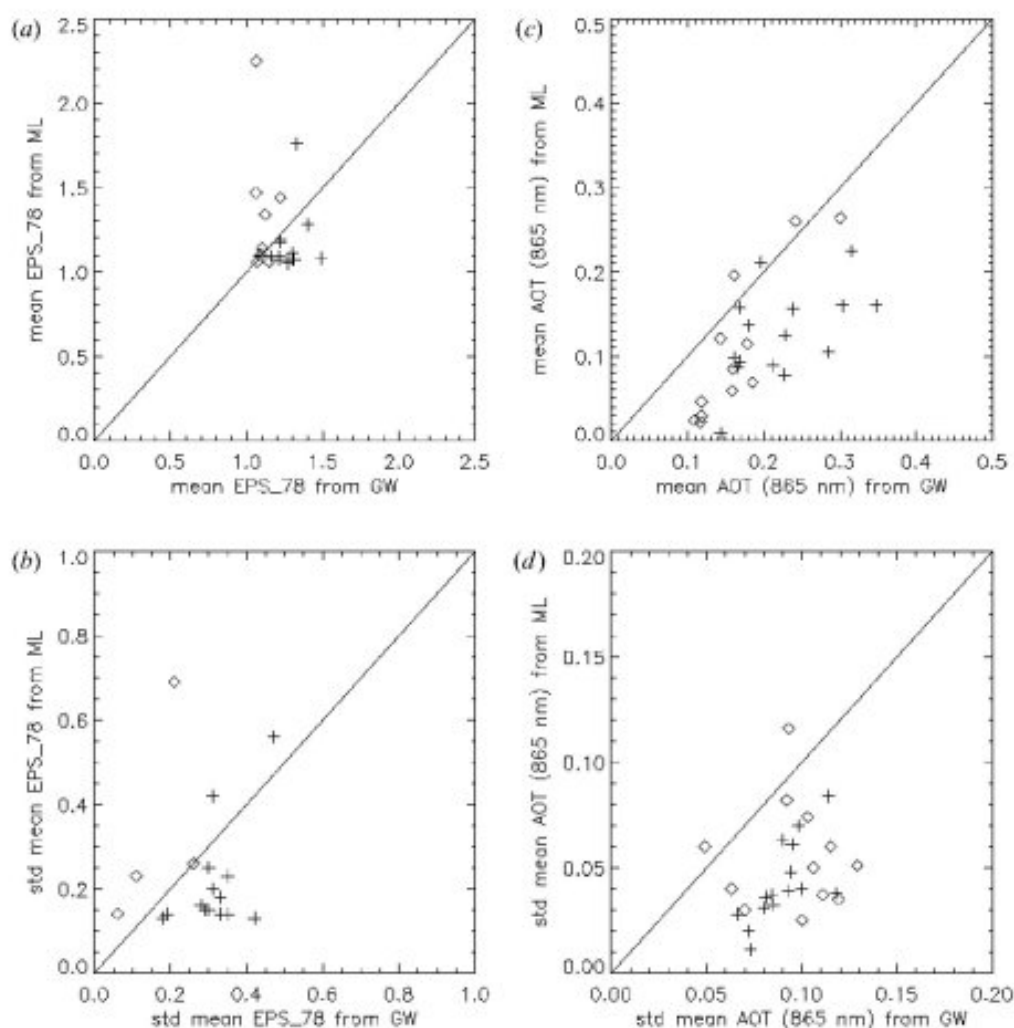 (a)
2.5
2.0
1.5
1.0
0.5
0.0
mean EPS_78 from ML
0.0 0.5 1.0 1.5 2.0 2.5
mean EPS_78 from GW
(c)
0.5
0.4
0.3
0.2
0.1
0.0
mean AOT (865 nm) from ML
0.0 0.1 0.2 0.3 0.4 0.5
mean AOT (865 nm) from GW
(b)
1.0
0.8
0.6
0.4
0.2
0.0
std mean EPS_78 from ML
0.0 0.2 0.4 0.6 0.8 1.0
std mean EPS_78 from GW
(d)
0.20
0.15
0.10
0.05
0.00
std mean AOT (865 nm) from ML
0.00 0.05 0.10 0.15 0.20
std mean AOT (865 nm) from GW